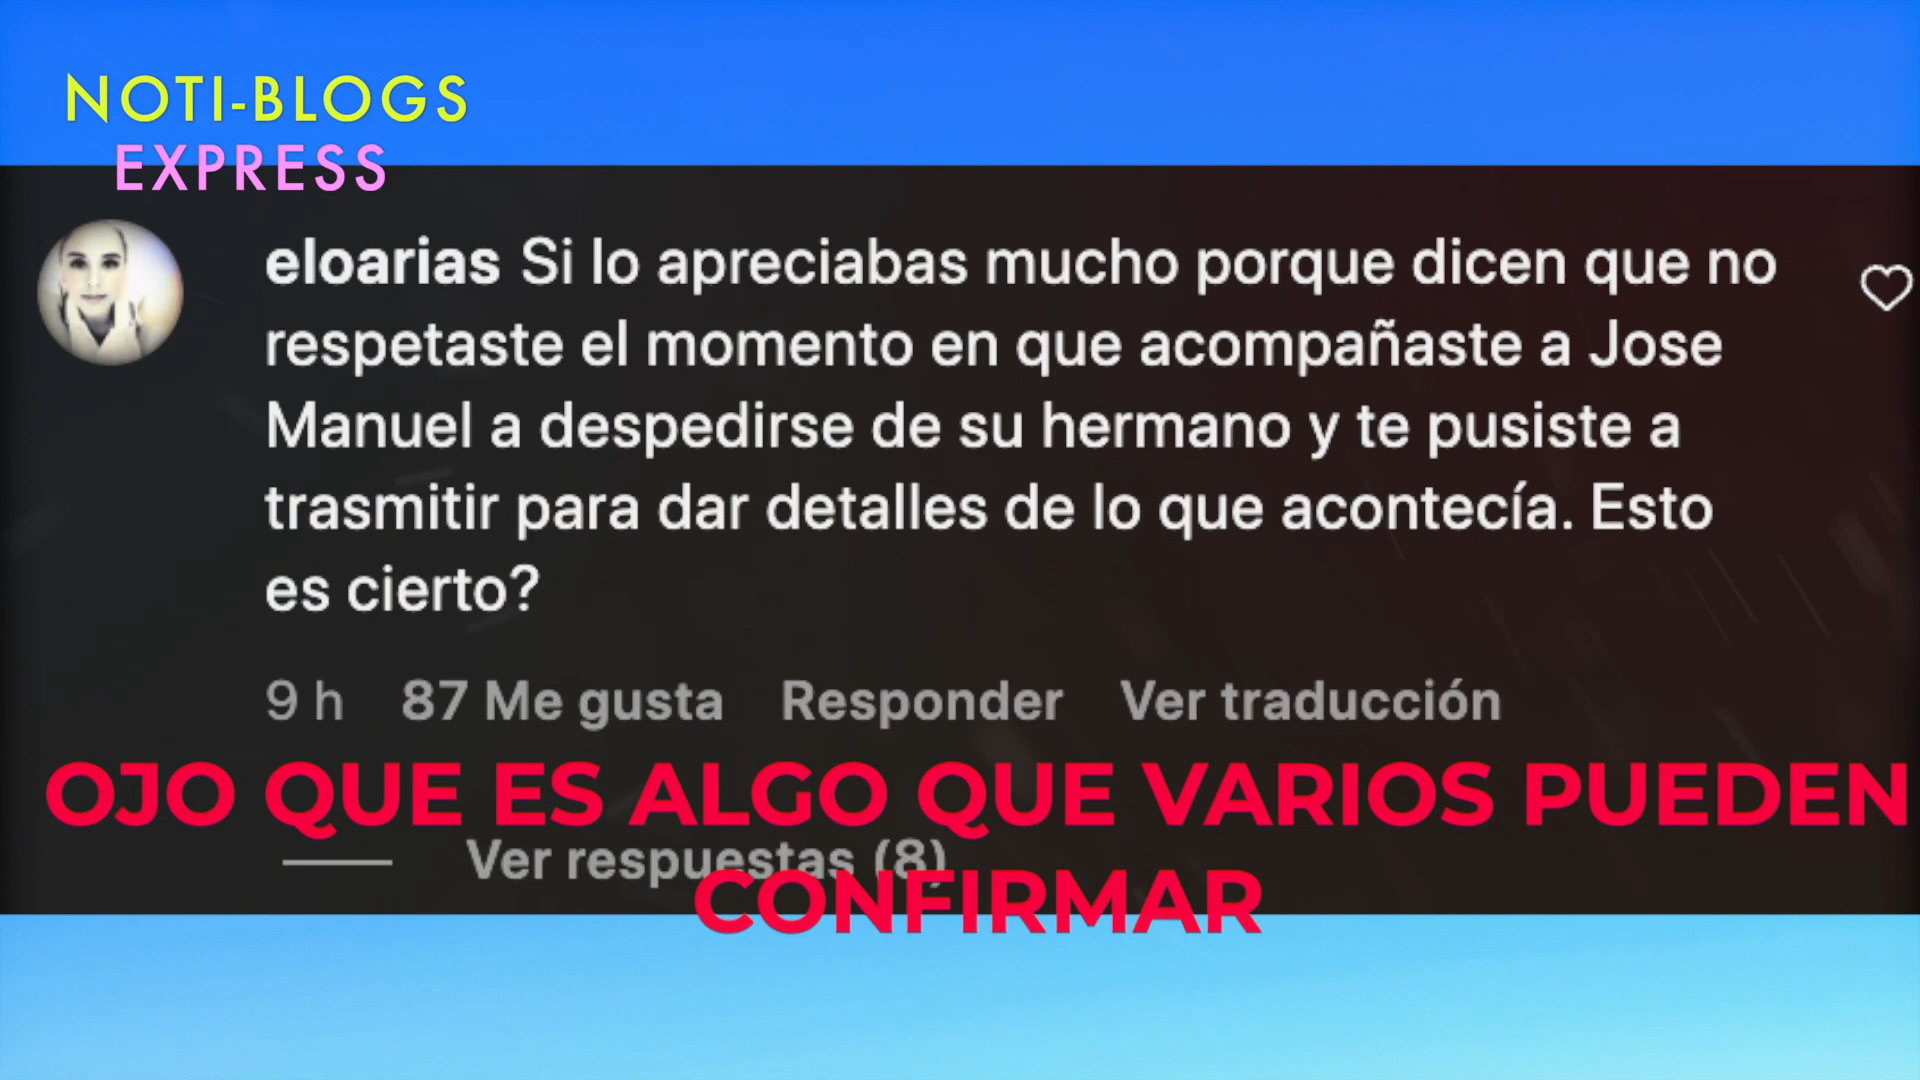 NOTI-BLOGS
EXPRESS
eloarias Si lo apreciabas mucho porque dicen que no
respetaste el momento en que acompañaste a Jose
Manuel a despedirse de su hermano y te pusiste a
trasmitir para dar detalles de lo que acontecía. Esto
es cierto?
9 h 87 Me gusta Responder Ver traducción
OJO QUE ES ALGO QUE VARIOS PUEDEN
Ver respuestas (8)
CONFIRMAR